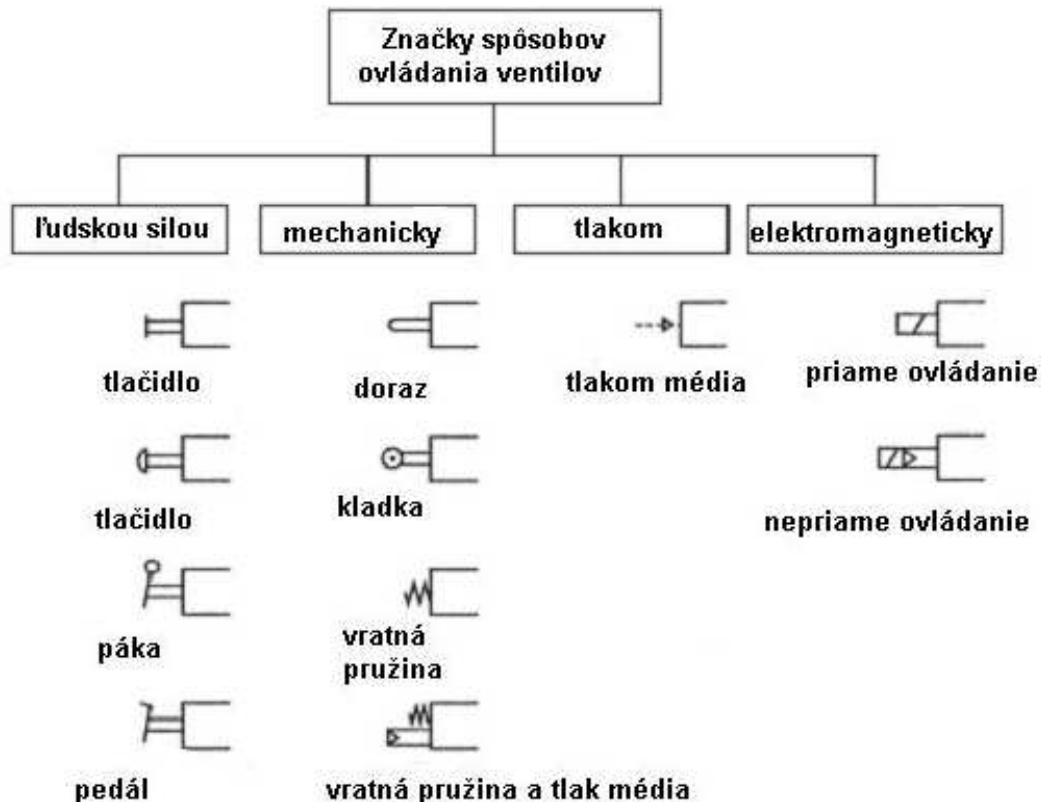 Značky spôsobov
ovládania ventilov
ľudskou silou
mechanicky
tlakom
elektromagneticky
tlačidlo
doraz
tlakom média
priame ovládanie
tlačidlo
kladka
nepriame ovládanie
páka
vratná
pružina
pedál
vratná pružina a tlak média